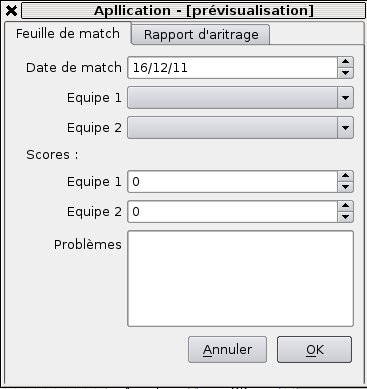 Apllication - [prévisualisation]
Feuille de match Rapport d'aritrage
Date de match 16/12/11
Equipe 1
Equipe 2
Scores :
Equipe 1 0
Equipe 2 0
Problèmes
Annuler OK